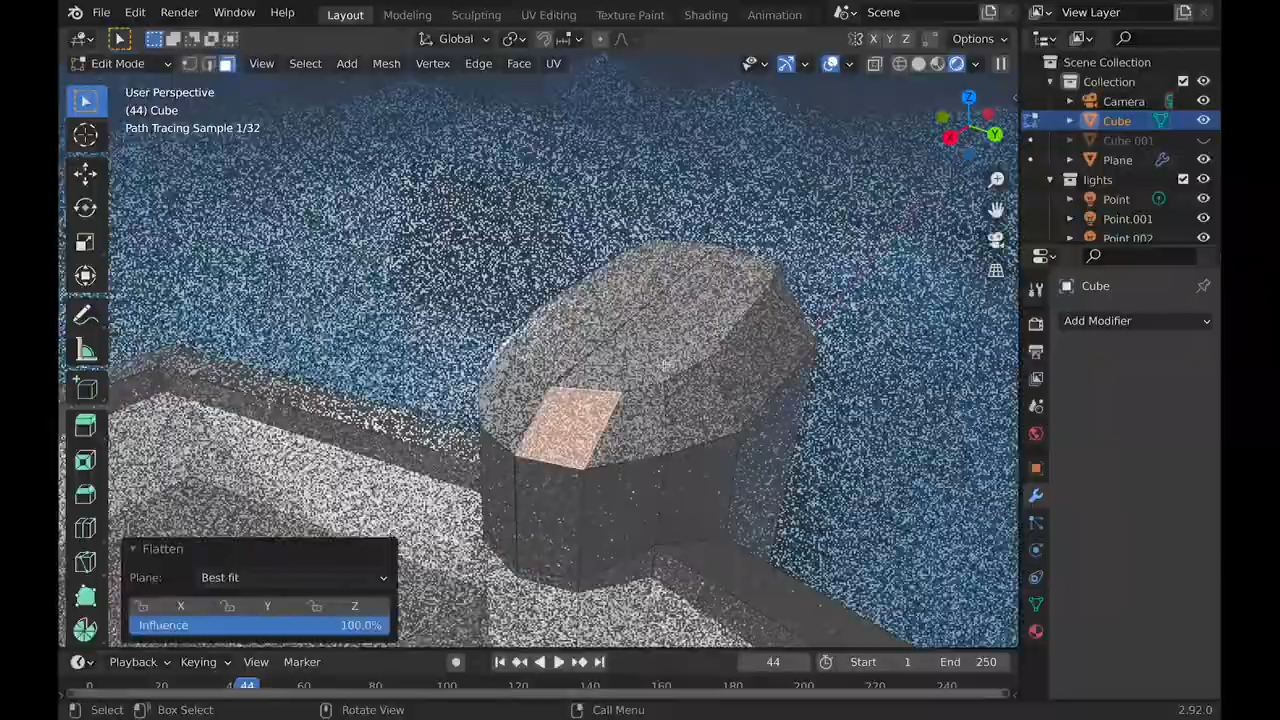 File Edit Render Window Help Layout Modeling Sculpting UV Editing Texture Paint Shading Animation Scene View Layer
Global X Y Z Options
Edit Mode View Select Add Mesh Vertex Edge Face UV
User Perspective
(44) Cube
Path Tracing Sample 1/32
Z
X
Y
Scene Collection
Collection
Camera
Cube
Cube 001
Plane
lights
Point
Point.001
Point 002
Cube
Add Modifier
Flatten
Plane: Best fit
X Y Z
Influence 100.0%
Playback Keying View Marker 44 Start 1 End 250
0 20 44 80 100 120 140 160 180 200 220 240
Select Box Select Rotate View Call Menu 2.92.0